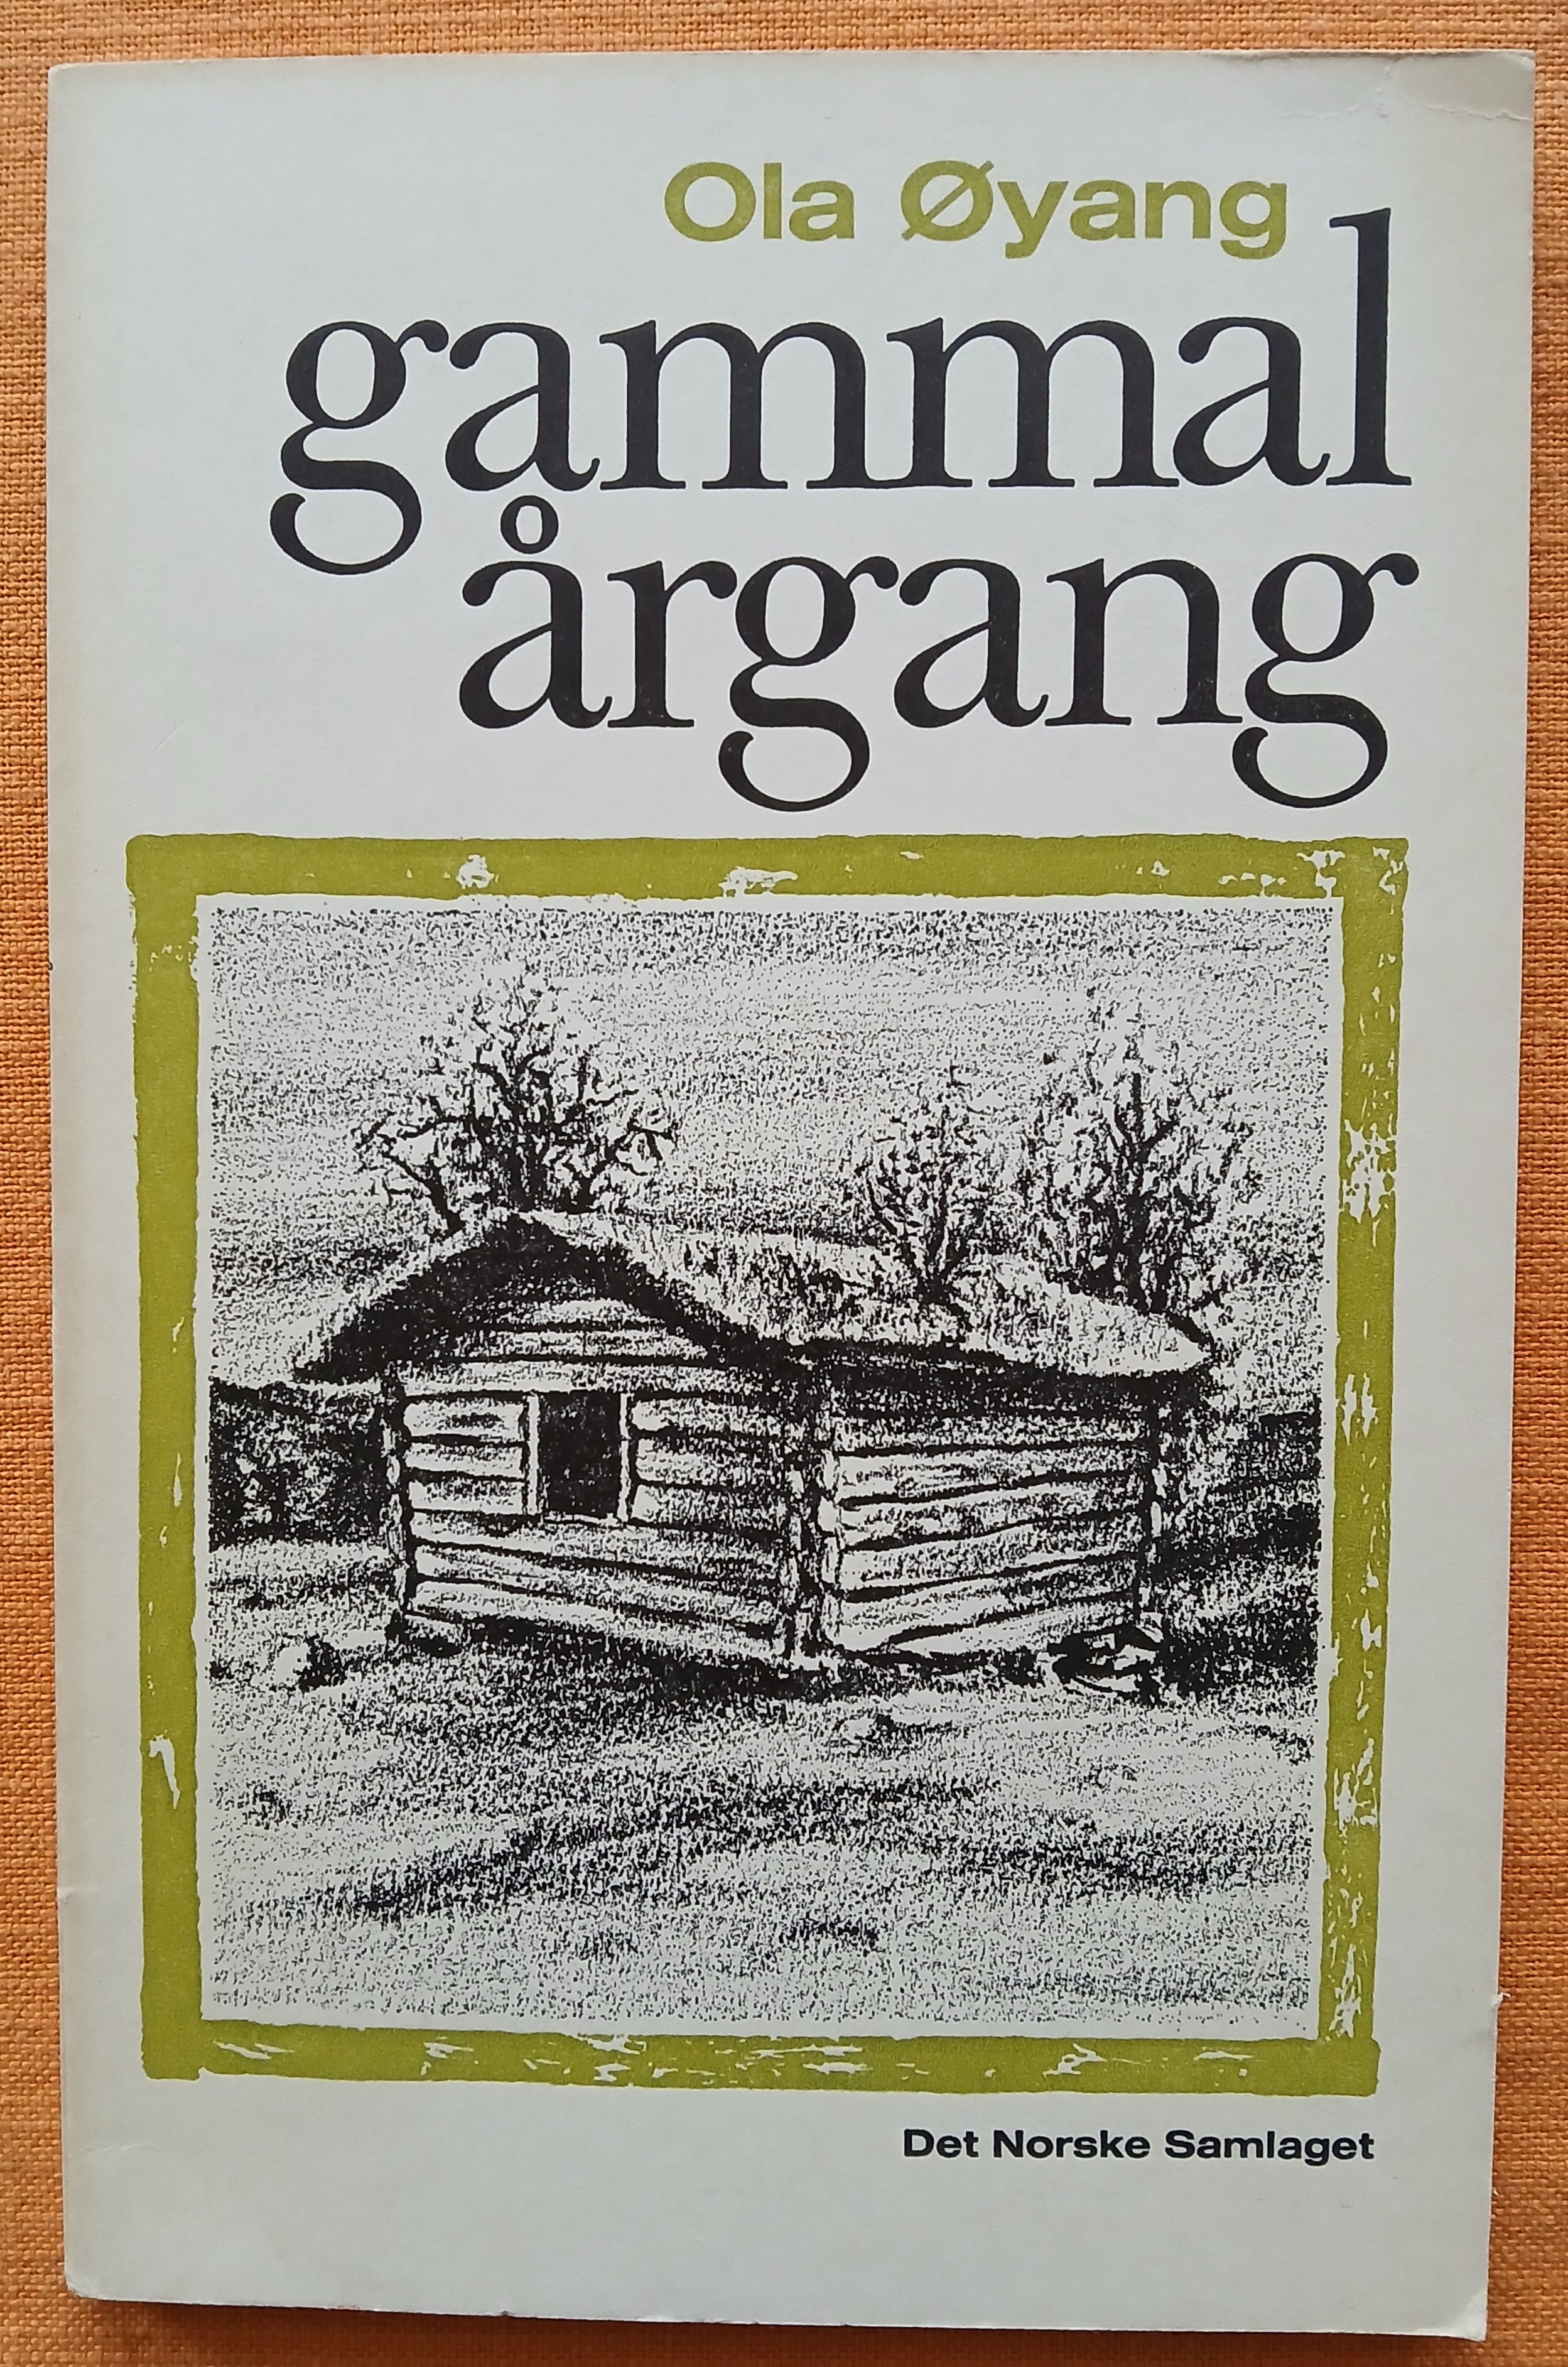 Ola Øyang
gammal
årgang
Det Norske Samlaget